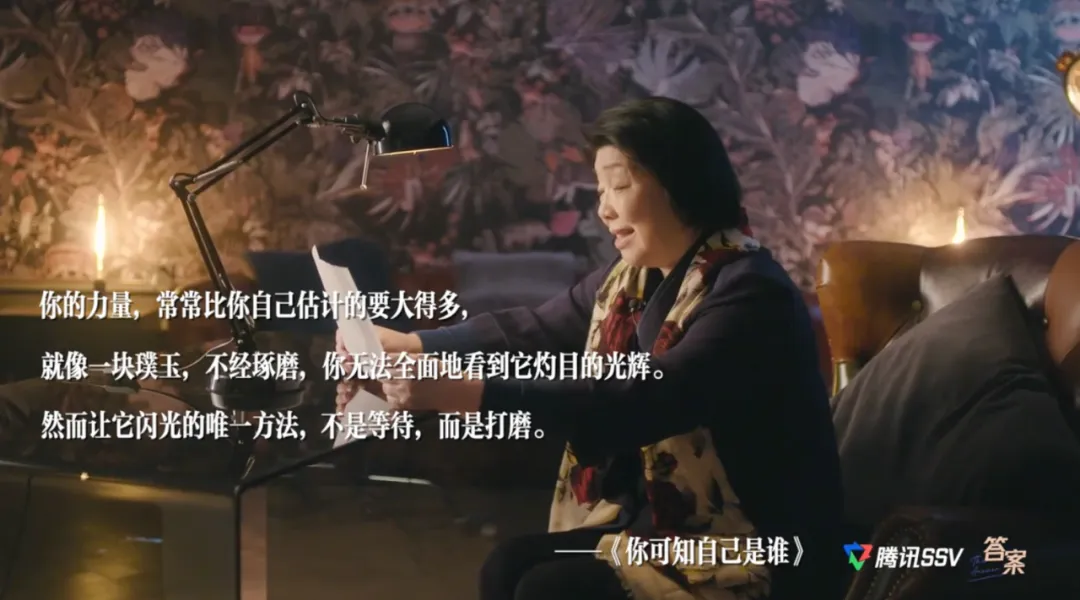 你的力量，常常比你自己估计的要大得多，
就像一块璞玉，不经琢磨，你无法全面地看到它灼目的光辉。
然而让它闪光的唯一方法，不是等待，而是打磨。
——《你可知自己是谁》
腾讯SSV
答案